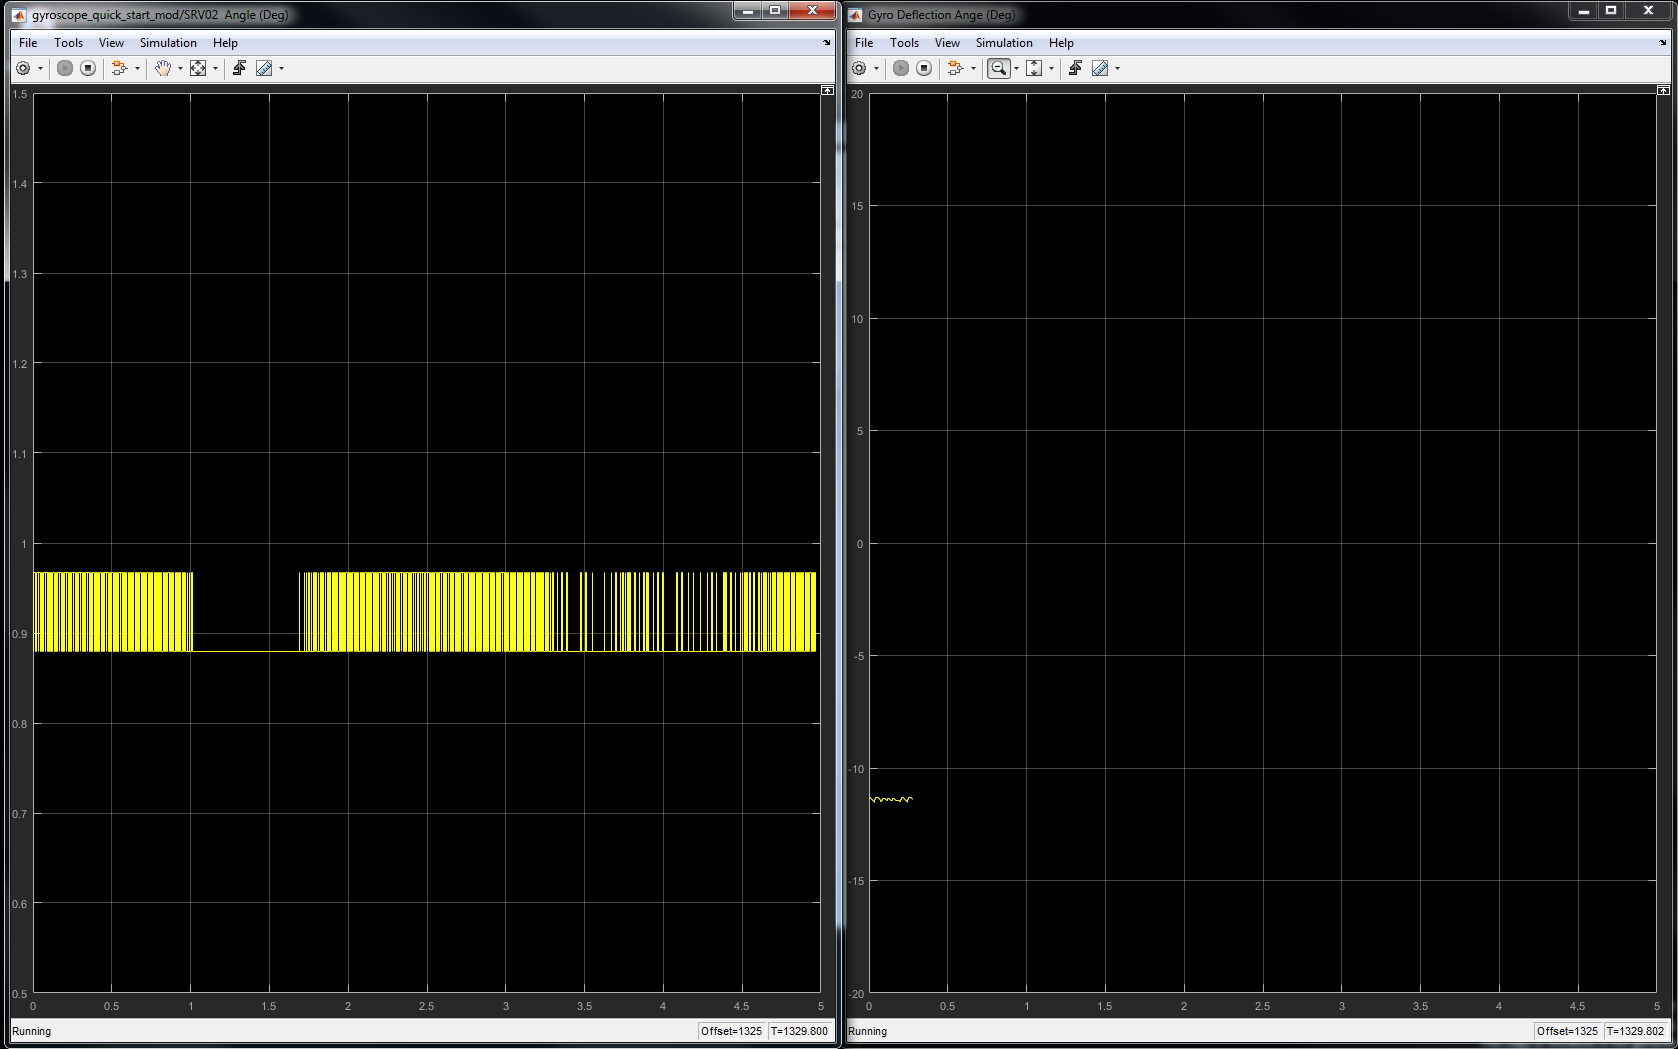 gyroscope_quick_start_mod/SRV02 Angle (Deg)
File Tools View Simulation Help
1.5
1.4
1.3
1.2
1.1
1
0.9
0.8
0.7
0.6
0.5
0 0.5 1 1.5 2 2.5 3 3.5 4 4.5 5
Running Offset=1325 T=1329.800
Gyro Deflection Ange (Deg)
File Tools View Simulation Help
20
15
10
5
0
-5
-10
-15
-20
0 0.5 1 1.5 2 2.5 3 3.5 4 4.5 5
Running Offset=1325 T=1329.802